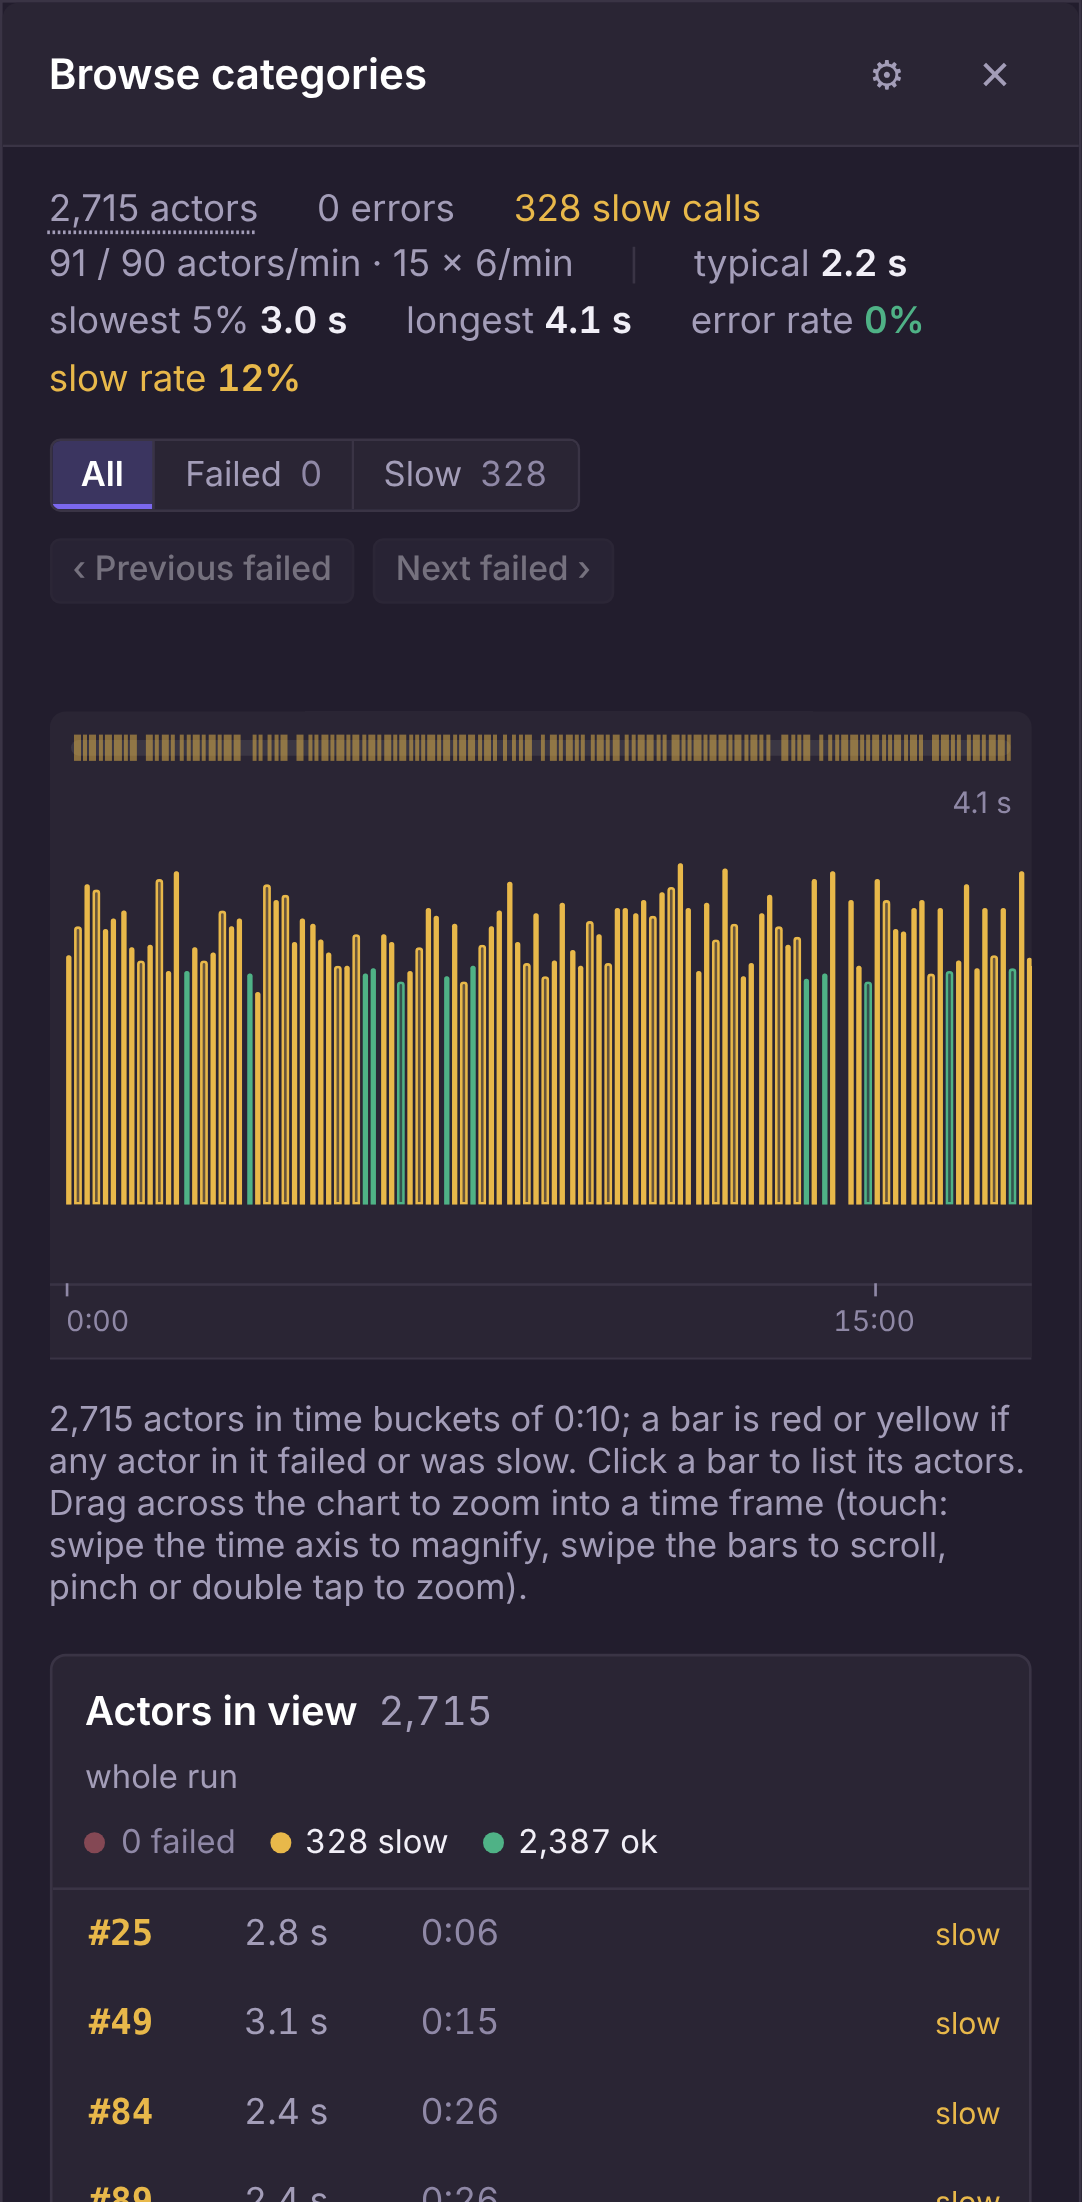 Browse categories
2,715 actors 0 errors 328 slow calls
91 / 90 actors/min · 15 × 6/min typical 2.2 s
slowest 5% 3.0 s longest 4.1 s error rate 0%
slow rate 12%
All Failed 0 Slow 328
‹ Previous failed Next failed ›
4.1 s
0:00 15:00
2,715 actors in time buckets of 0:10; a bar is red or yellow if
any actor in it failed or was slow. Click a bar to list its actors.
Drag across the chart to zoom into a time frame (touch:
swipe the time axis to magnify, swipe the bars to scroll,
pinch or double tap to zoom).
Actors in view 2,715
whole run
0 failed 328 slow 2,387 ok
#25 2.8 s 0:06 slow
#49 3.1 s 0:15 slow
#84 2.4 s 0:26 slow
#89 2.4 s 0:26 slow